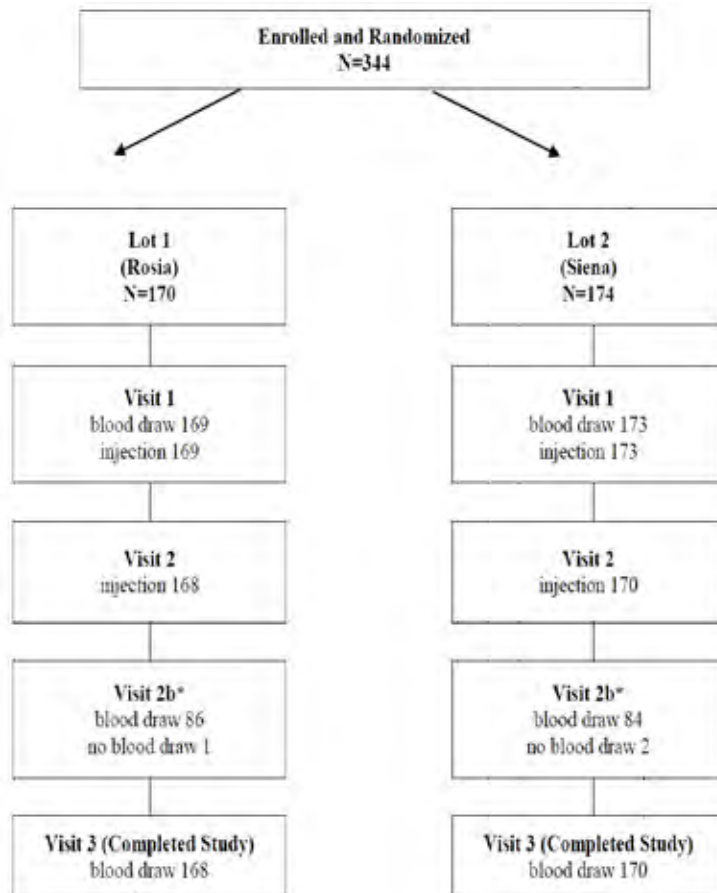 Enrolled and Randomized
N=344
Lot 1
(Rosia)
N=170
Lot 2
(Siena)
N=174
Visit 1
blood draw 169
injection 169
Visit 1
blood draw 173
injection 173
Visit 2
injection 168
Visit 2
injection 170
Visit 2b*
blood draw 86
no blood draw 1
Visit 2b*
blood draw 84
no blood draw 2
Visit 3 (Completed Study)
blood draw 168
Visit 3 (Completed Study)
blood draw 170